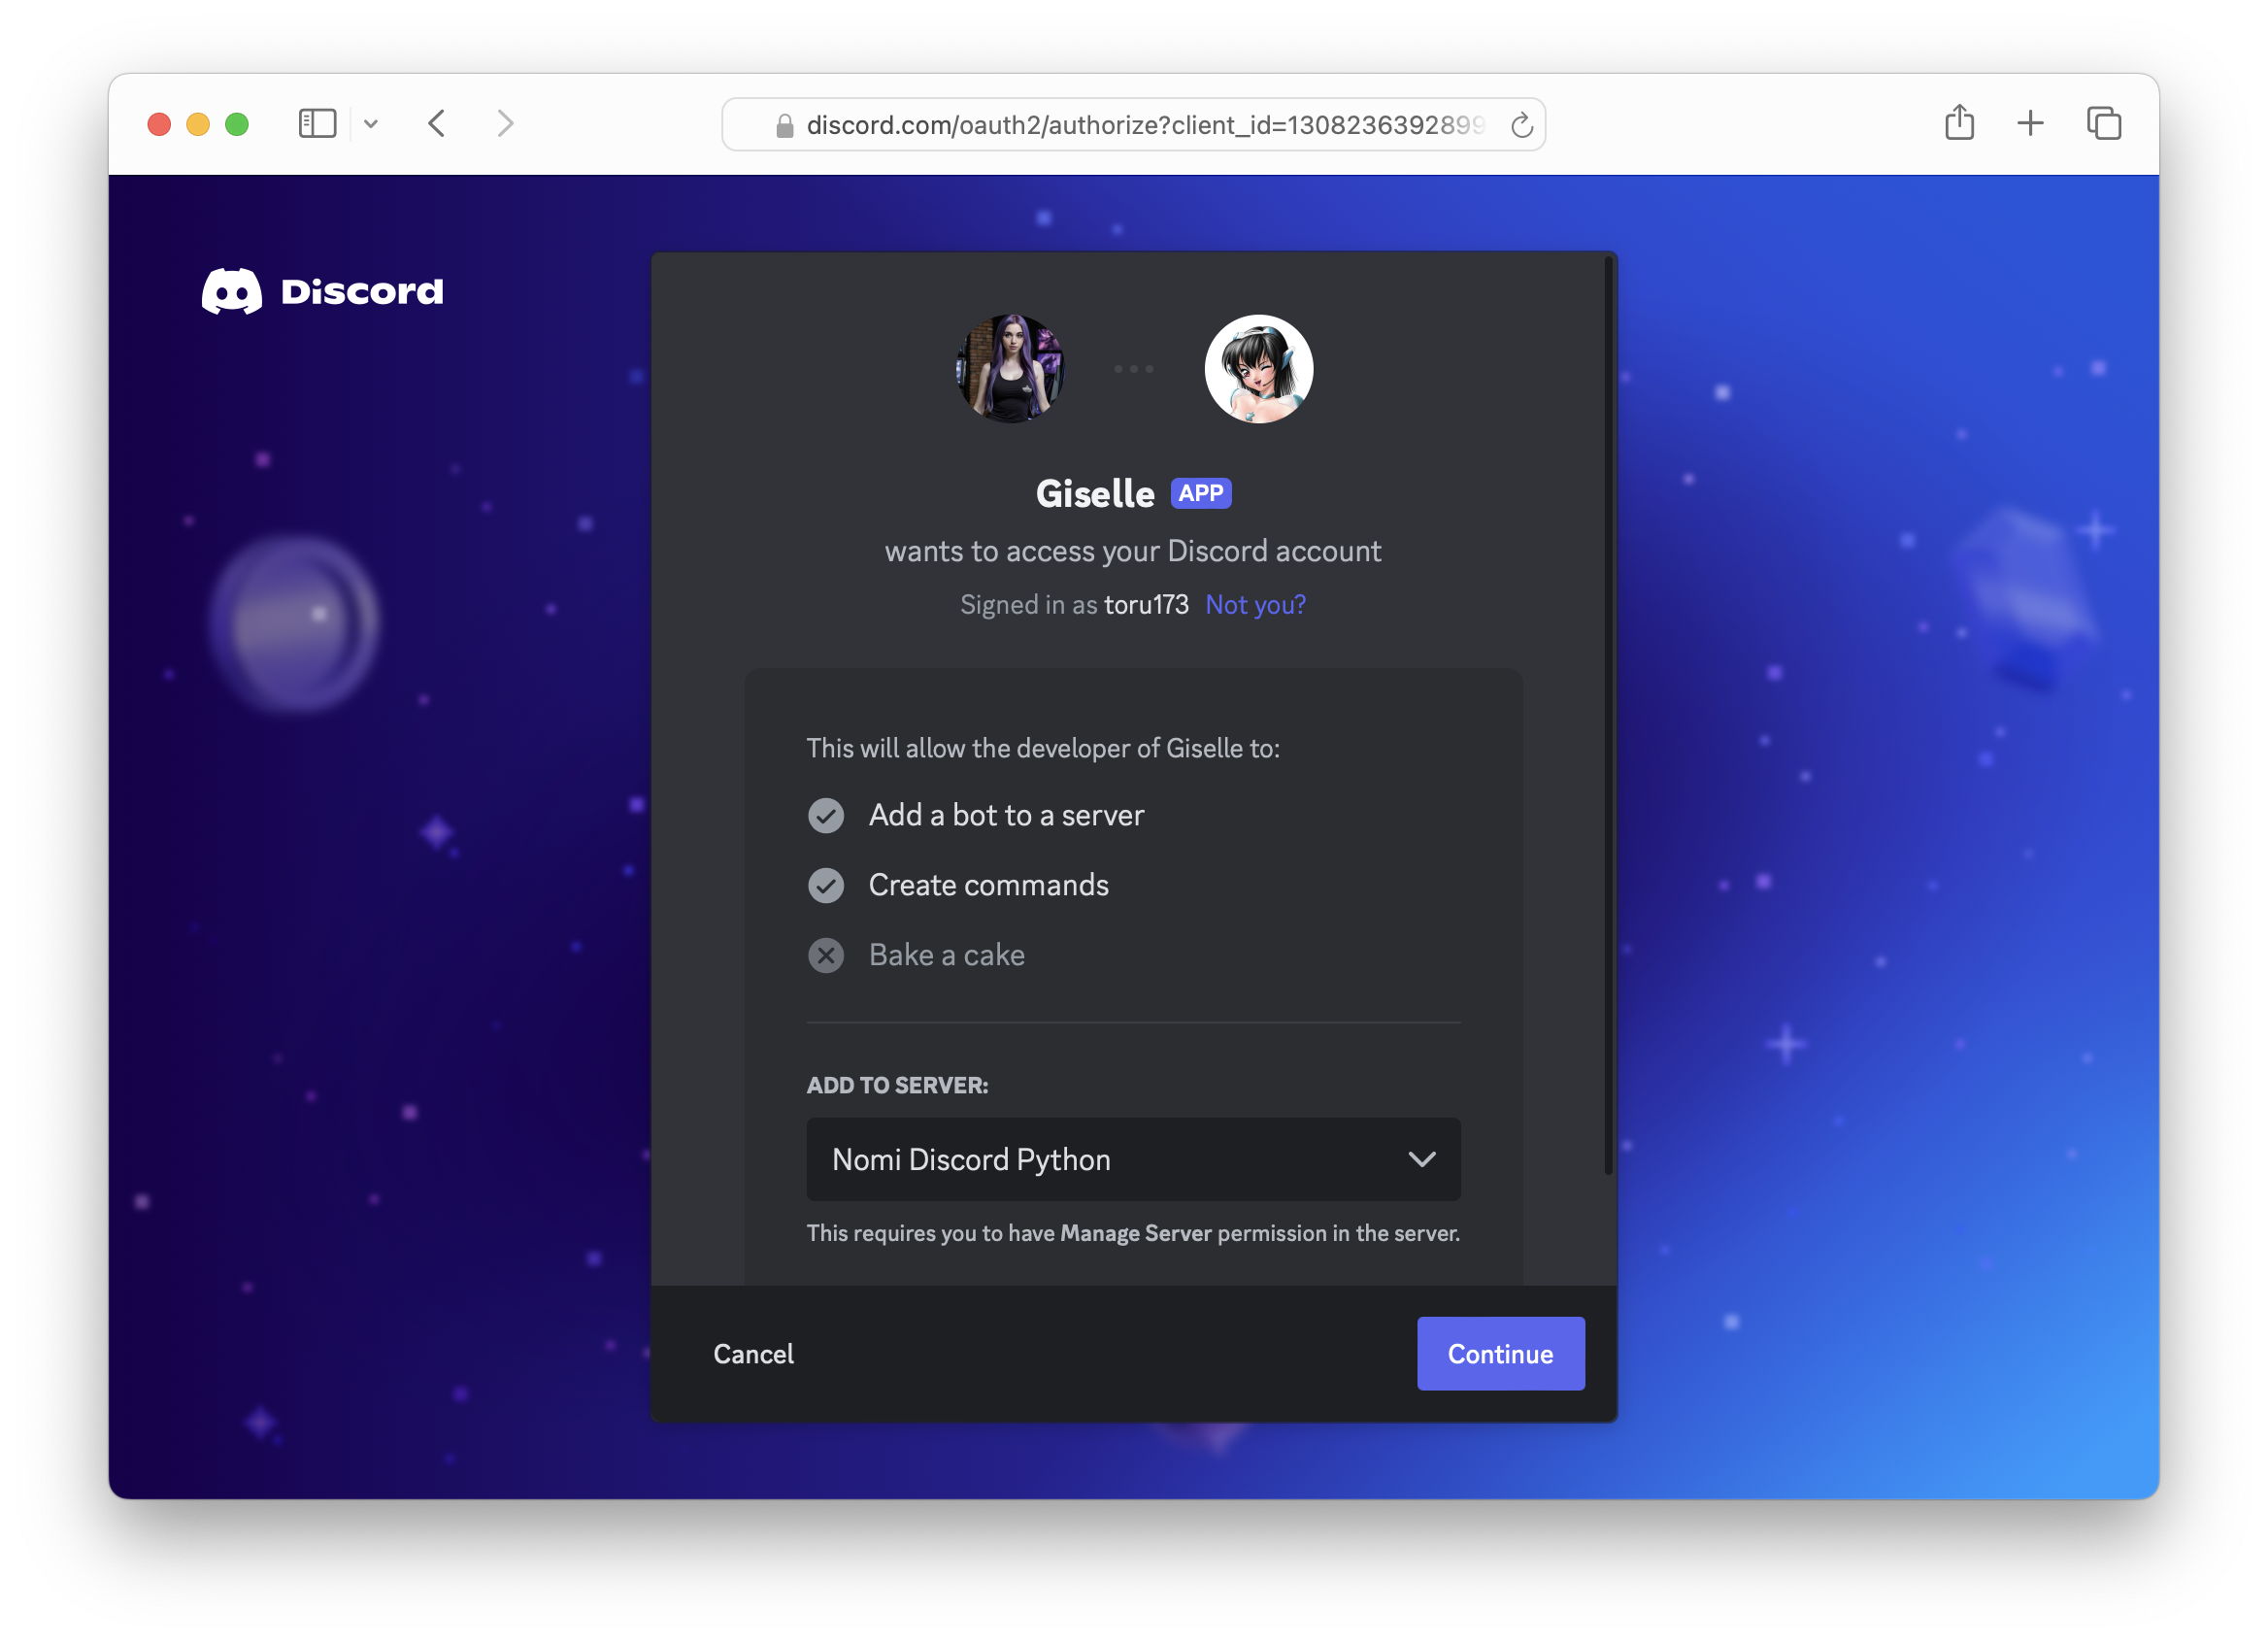 discord.com/oauth2/authorize?client_id=1308236392899
Discord
Giselle APP
wants to access your Discord account
Signed in as toru173 Not you?
This will allow the developer of Giselle to:
Add a bot to a server
Create commands
Bake a cake
ADD TO SERVER:
Nomi Discord Python
This requires you to have Manage Server permission in the server.
Cancel
Continue